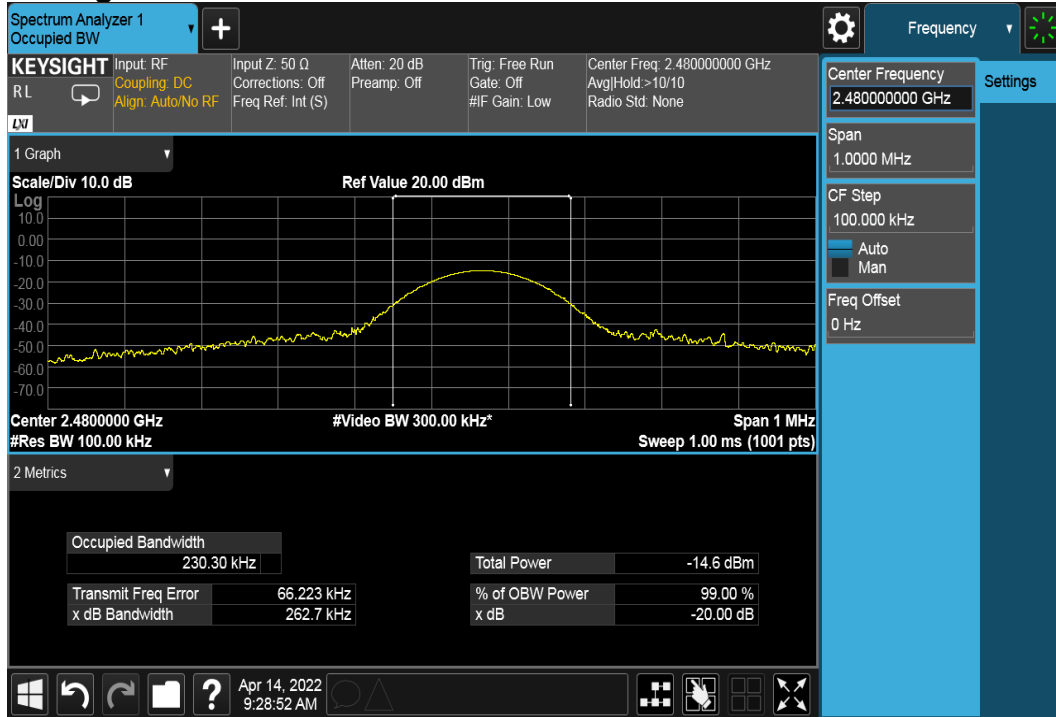 Spectrum Analyzer 1
Occupied BW
Frequency
KEYSIGHT
R L
LXI
Input: RF
Coupling: DC
Align: Auto/No RF
Input Z: 50 Ω
Corrections: Off
Freq Ref: Int (S)
Atten: 20 dB
Preamp: Off
Trig: Free Run
Gate: Off
#IF Gain: Low
Center Freq: 2.480000000 GHz
Avg|Hold:>10/10
Radio Std: None
Center Frequency
2.480000000 GHz
Settings
Span
1.0000 MHz
CF Step
100.000 kHz
Auto
Man
Freq Offset
0 Hz
1 Graph
Scale/Div 10.0 dB
Ref Value 20.00 dBm
Log
10.0
0.00
-10.0
-20.0
-30.0
-40.0
-50.0
-60.0
-70.0
Center 2.4800000 GHz
#Video BW 300.00 kHz*
Span 1 MHz
#Res BW 100.00 kHz
Sweep 1.00 ms (1001 pts)
2 Metrics
Occupied Bandwidth
230.30 kHz
Total Power -14.6 dBm
Transmit Freq Error 66.223 kHz
% of OBW Power 99.00 %
x dB Bandwidth 262.7 kHz
x dB -20.00 dB
?
Apr 14, 2022
9:28:52 AM